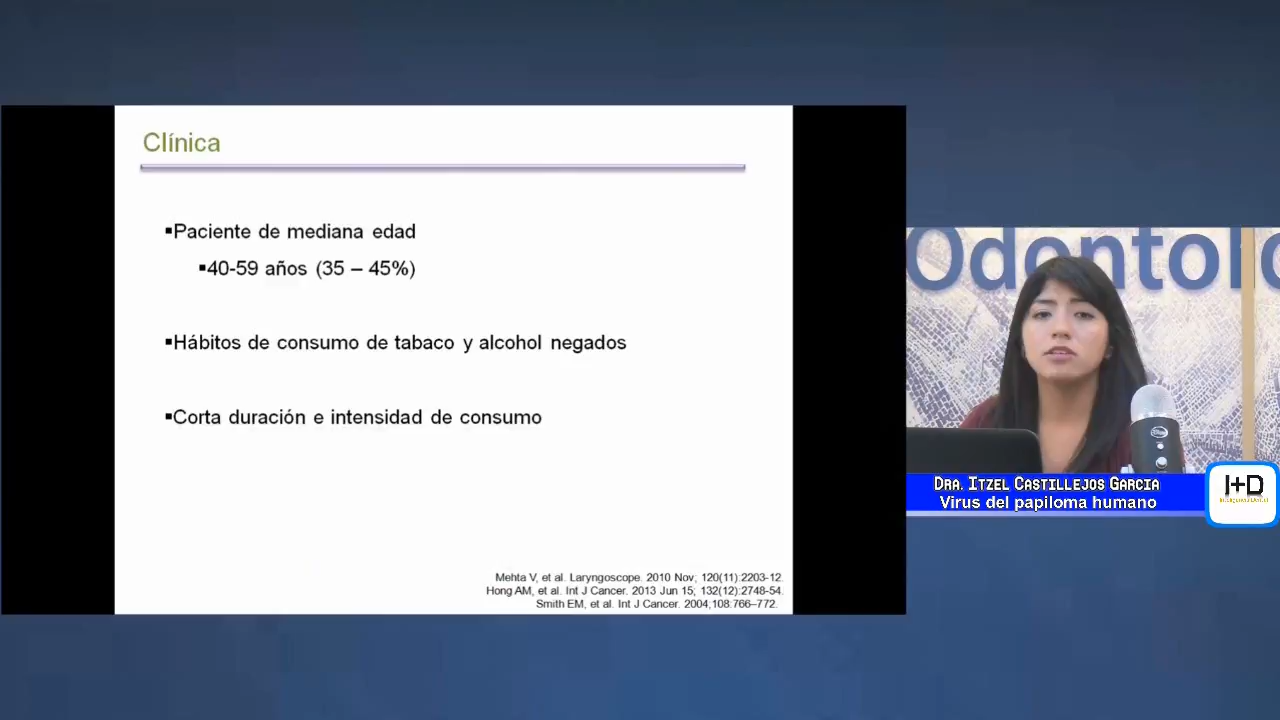 Clínica
▪Paciente de mediana edad
▪40-59 años (35 – 45%)
▪Hábitos de consumo de tabaco y alcohol negados
▪Corta duración e intensidad de consumo
Mehta V, et al. Laryngoscope. 2010 Nov; 120(11):2203-12.
Hong AM, et al. Int J Cancer. 2013 Jun 15; 132(12):2748-54.
Smith EM, et al. Int J Cancer. 2004;108:766–772.
Odontolo
Dra. Itzel Castillejos Garcia
Virus del papiloma humano
I+D